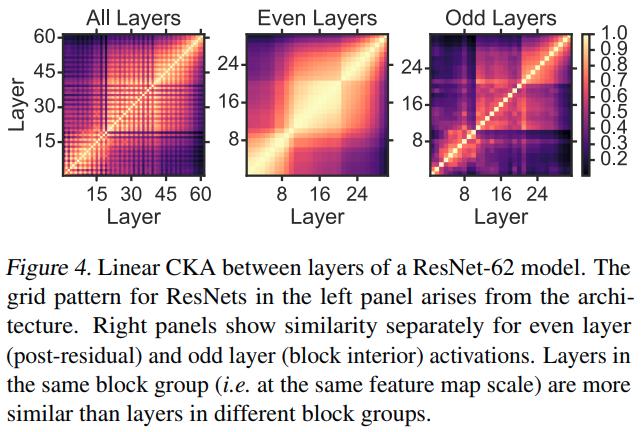 All Layers Even Layers Odd Layers
60 45 30 15
Layer
24 16 8
24 16 8
1.0
0.9
0.8
0.7
0.6
0.5
0.4
0.3
0.2
15 30 45 60 8 16 24 8 16 24
Layer Layer Layer
Figure 4. Linear CKA between layers of a ResNet-62 model. The
grid pattern for ResNets in the left panel arises from the archi-
tecture. Right panels show similarity separately for even layer
(post-residual) and odd layer (block interior) activations. Layers in
the same block group (i.e. at the same feature map scale) are more
similar than layers in different block groups.